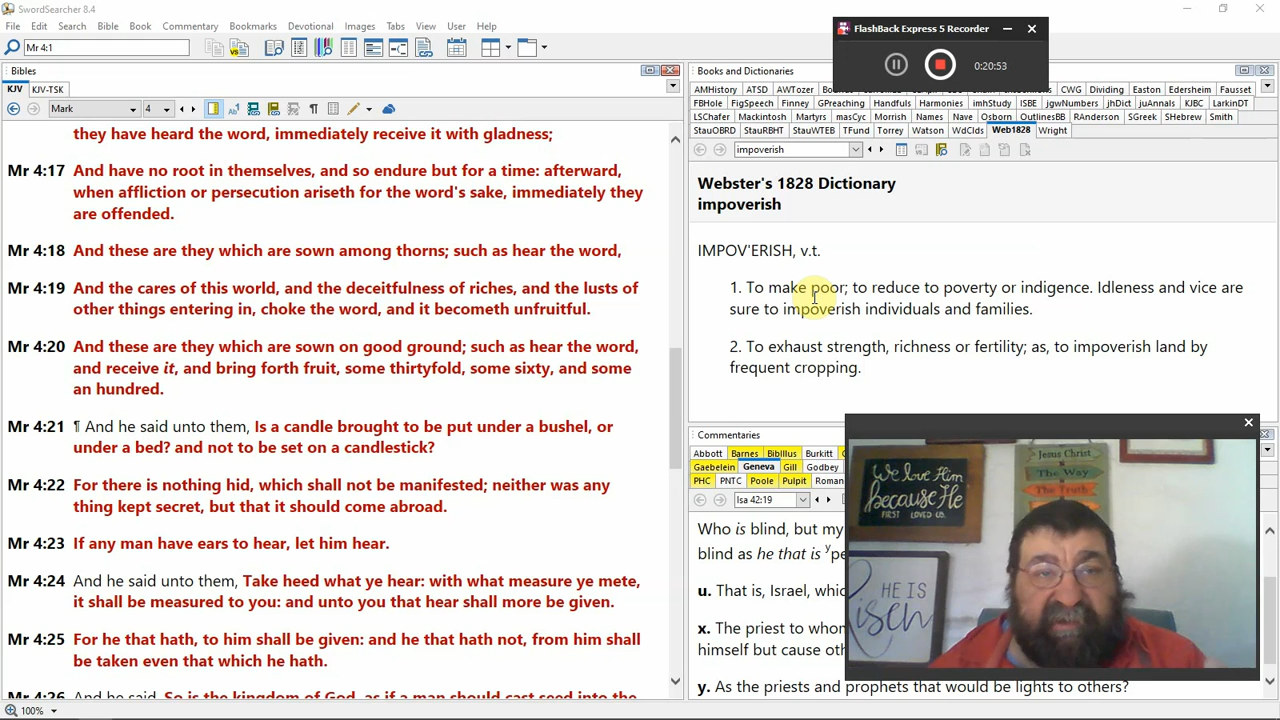 SwordSearcher 8.4
File Edit Search Bible Book Commentary Bookmarks Devotional Images Tabs View User Help
Mr 4:1
FlashBack Express 5 Recorder
0:20:53
Bibles
KJV KJV-TSK
Mark 4
they have heard the word, immediately receive it with gladness;
Mr 4:17 And have no root in themselves, and so endure but for a time: afterward,
when affliction or persecution ariseth for the word's sake, immediately they
are offended.
Mr 4:18 And these are they which are sown among thorns; such as hear the word,
Mr 4:19 And the cares of this world, and the deceitfulness of riches, and the lusts of
other things entering in, choke the word, and it becometh unfruitful.
Mr 4:20 And these are they which are sown on good ground; such as hear the word,
and receive it, and bring forth fruit, some thirtyfold, some sixty, and some
an hundred.
Mr 4:21 ¶ And he said unto them, Is a candle brought to be put under a bushel, or
under a bed? and not to be set on a candlestick?
Mr 4:22 For there is nothing hid, which shall not be manifested; neither was any
thing kept secret, but that it should come abroad.
Mr 4:23 If any man have ears to hear, let him hear.
Mr 4:24 And he said unto them, Take heed what ye hear: with what measure ye mete,
it shall be measured to you: and unto you that hear shall more be given.
Mr 4:25 For he that hath, to him shall be given: and he that hath not, from him shall
be taken even that which he hath.
Mr 4:26 And he said, So is the kingdom of God, as if a man should cast seed into the
100%
Books and Dictionaries
AMHistory ATSD AWTozer CWG Dividing Easton Edersheim Fausset
FBHole FigSpeech Finney GPreaching Handfuls Harmonies imhStudy ISBE jgwNumbers jhDict juAnnals KJBC LarkinDT
LSChafer Mackintosh Martyrs masCyc Morrish Names Nave Osborn OutlinesBB RAnderson SGreek SHebrew Smith
StauOBRD StauRBHT StauWTEB TFund Torrey Watson WdClds Web1828 Wright
impoverish
Webster's 1828 Dictionary
impoverish
IMPOV'ERISH, v.t.
1. To make poor; to reduce to poverty or indigence. Idleness and vice are
sure to impoverish individuals and families.
2. To exhaust strength, richness or fertility; as, to impoverish land by
frequent cropping.
Commentaries
Abbott Barnes BibIllus Burkitt
Gaebelein Geneva Gill Godbey
PHC PNTC Poole Pulpit Roman
Isa 42:19
Who is blind, but my
blind as he that is y
u. That is, Israel,
x. The priest to whom
himself but cause
y. As the priests and prophets that would be lights to others?
We love Him
because He
FIRST LOVED US.
Jesus Christ
The Way
The Truth
HE IS
Risen